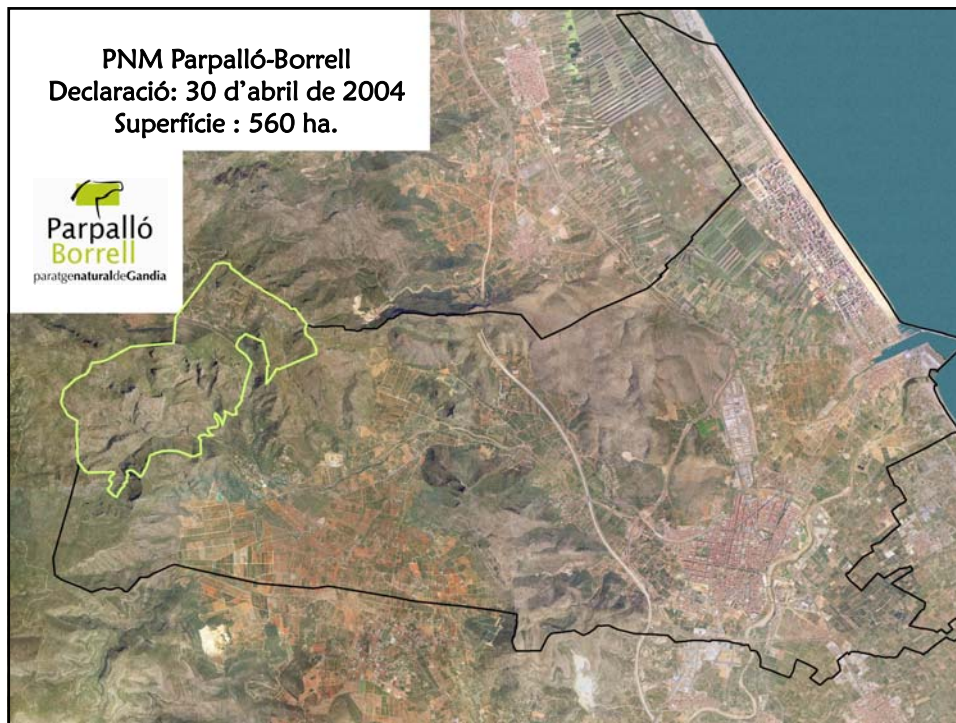 PNM Parpalló-Borrell
Declaració: 30 d'abril de 2004
Superfície : 560 ha.
Parpalló
Borrell
paratgenaturaldeGandia